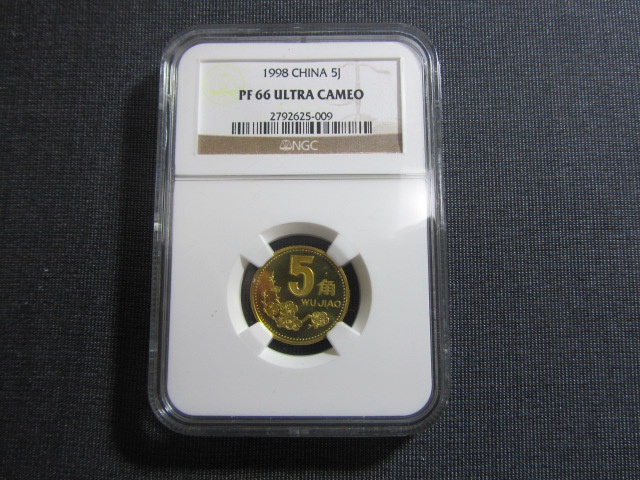 1998 CHINA 5J
PF 66 ULTRA CAMEO
2792625-009
NGC
5角
WU JIAO